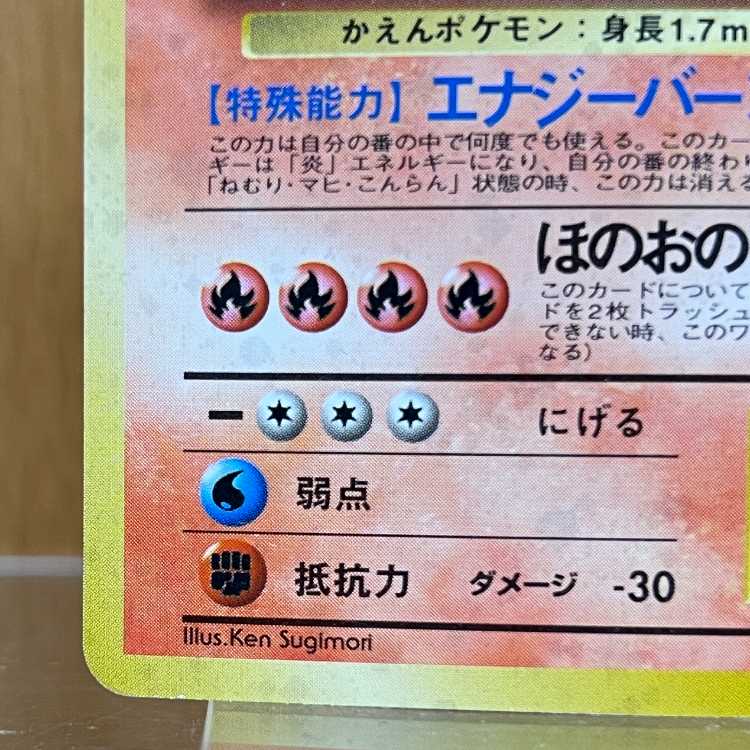 かえんポケモン：身長1.7m
【特殊能力】 エナジーバー
この力は自分の番の中で何度でも使える。このカー
ギーは「炎」エネルギーになり、自分の番の終わり
「ねむり・マヒ・こんらん」状態の時、この力は消える
ほのおの
このカードについて
ドを2枚トラッシュ
できない時、このワ
なる)
にげる
弱点
抵抗力 ダメージ -30
Illus.Ken Sugimori